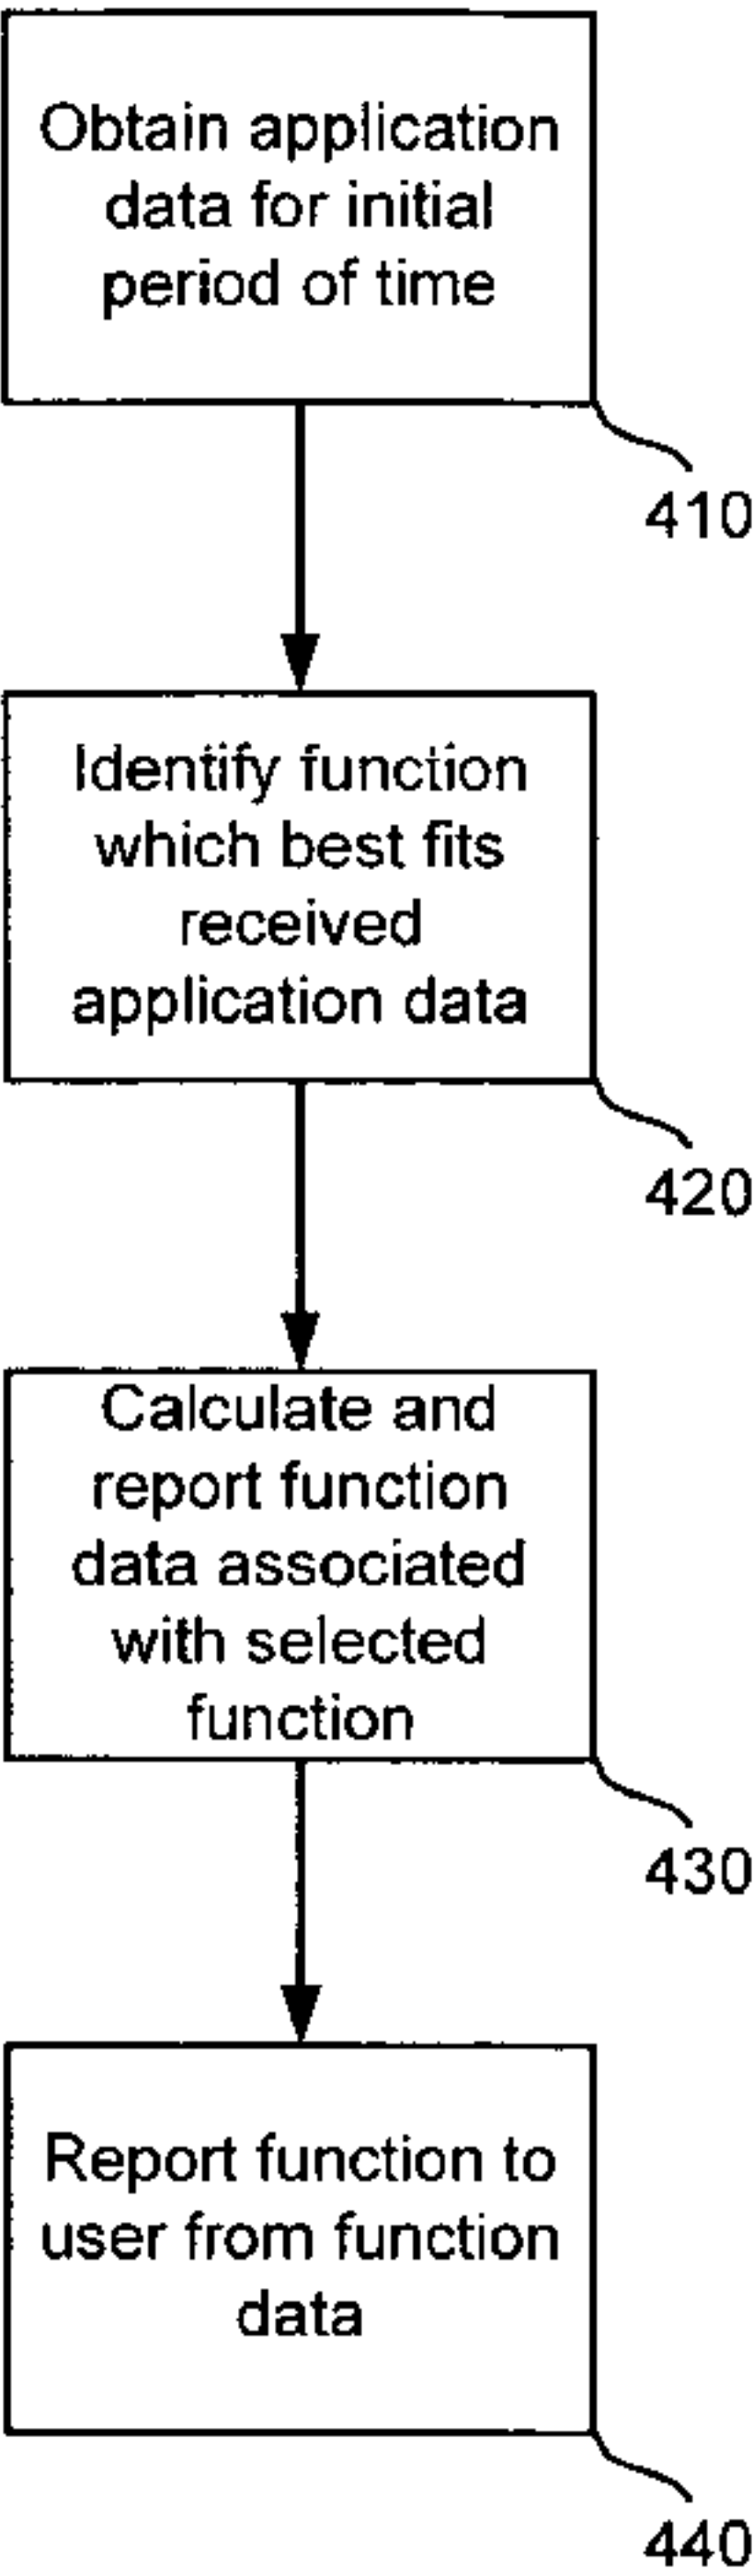 Obtain application
data for initial
period of time
410
Identify function
which best fits
received
application data
420
Calculate and
report function
data associated
with selected
function
430
Report function to
user from function
data
440